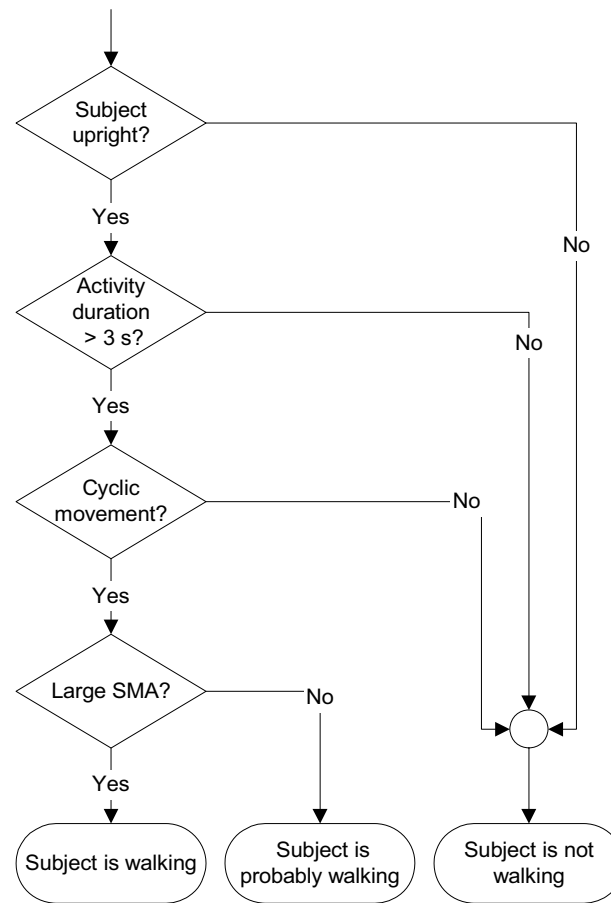 Subject
upright?
Yes
No
Activity
duration
> 3 s?
No
Yes
Cyclic
movement?
No
Yes
Large SMA?
No
Yes
Subject is walking
Subject is
probably walking
Subject is not
walking